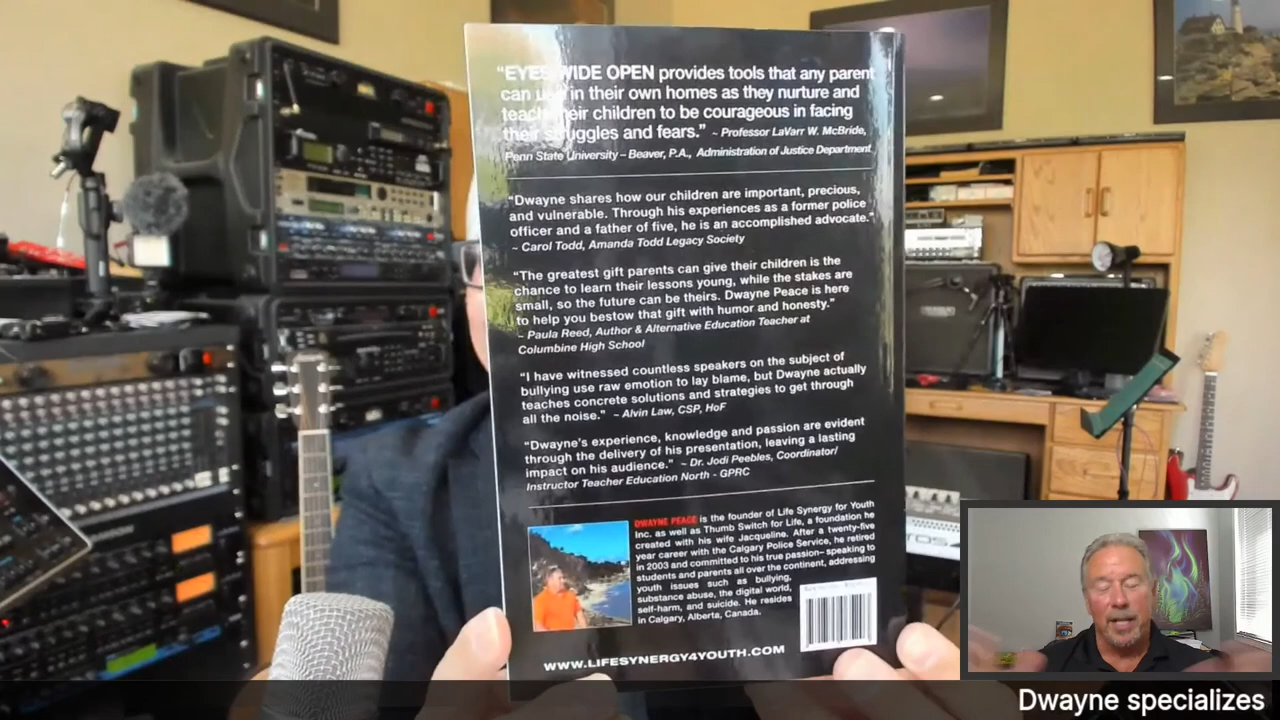 “EYES WIDE OPEN provides tools that any parent
can use in their own homes as they nurture and
teach their children to be courageous in facing
their struggles and fears.” ~ Professor LaVarr W. McBride,
Penn State University – Beaver, P.A., Administration of Justice Department
“Dwayne shares how our children are important, precious,
and vulnerable. Through his experiences as a former police
officer and a father of five, he is an accomplished advocate.”
~ Carol Todd, Amanda Todd Legacy Society
“The greatest gift parents can give their children is the
chance to learn their lessons young, while the stakes are
small, so the future can be theirs. Dwayne Peace is here
to help you bestow that gift with humor and honesty.”
~ Paula Reed, Author & Alternative Education Teacher at
Columbine High School
“I have witnessed countless speakers on the subject of
bullying use raw emotion to lay blame, but Dwayne actually
teaches concrete solutions and strategies to get through
all the noise.” ~ Alvin Law, CSP, HoF
“Dwayne’s experience, knowledge and passion are evident
through the delivery of his presentation, leaving a lasting
impact on his audience.” ~ Dr. Jodi Peebles, Coordinator/
Instructor Teacher Education North - GPRC
DWAYNE PEACE is the founder of Life Synergy for Youth
Inc. as well as Thumb Switch for Life, a foundation he
created with his wife Jacqueline. After a twenty-five
year career with the Calgary Police Service, he retired
in 2003 and committed to his true passion– speaking to
students and parents all over the continent, addressing
youth issues such as bullying,
substance abuse, the digital world,
self-harm, and suicide. He resides
in Calgary, Alberta, Canada.
WWW.LIFESYNERGY4YOUTH.COM
Dwayne specializes